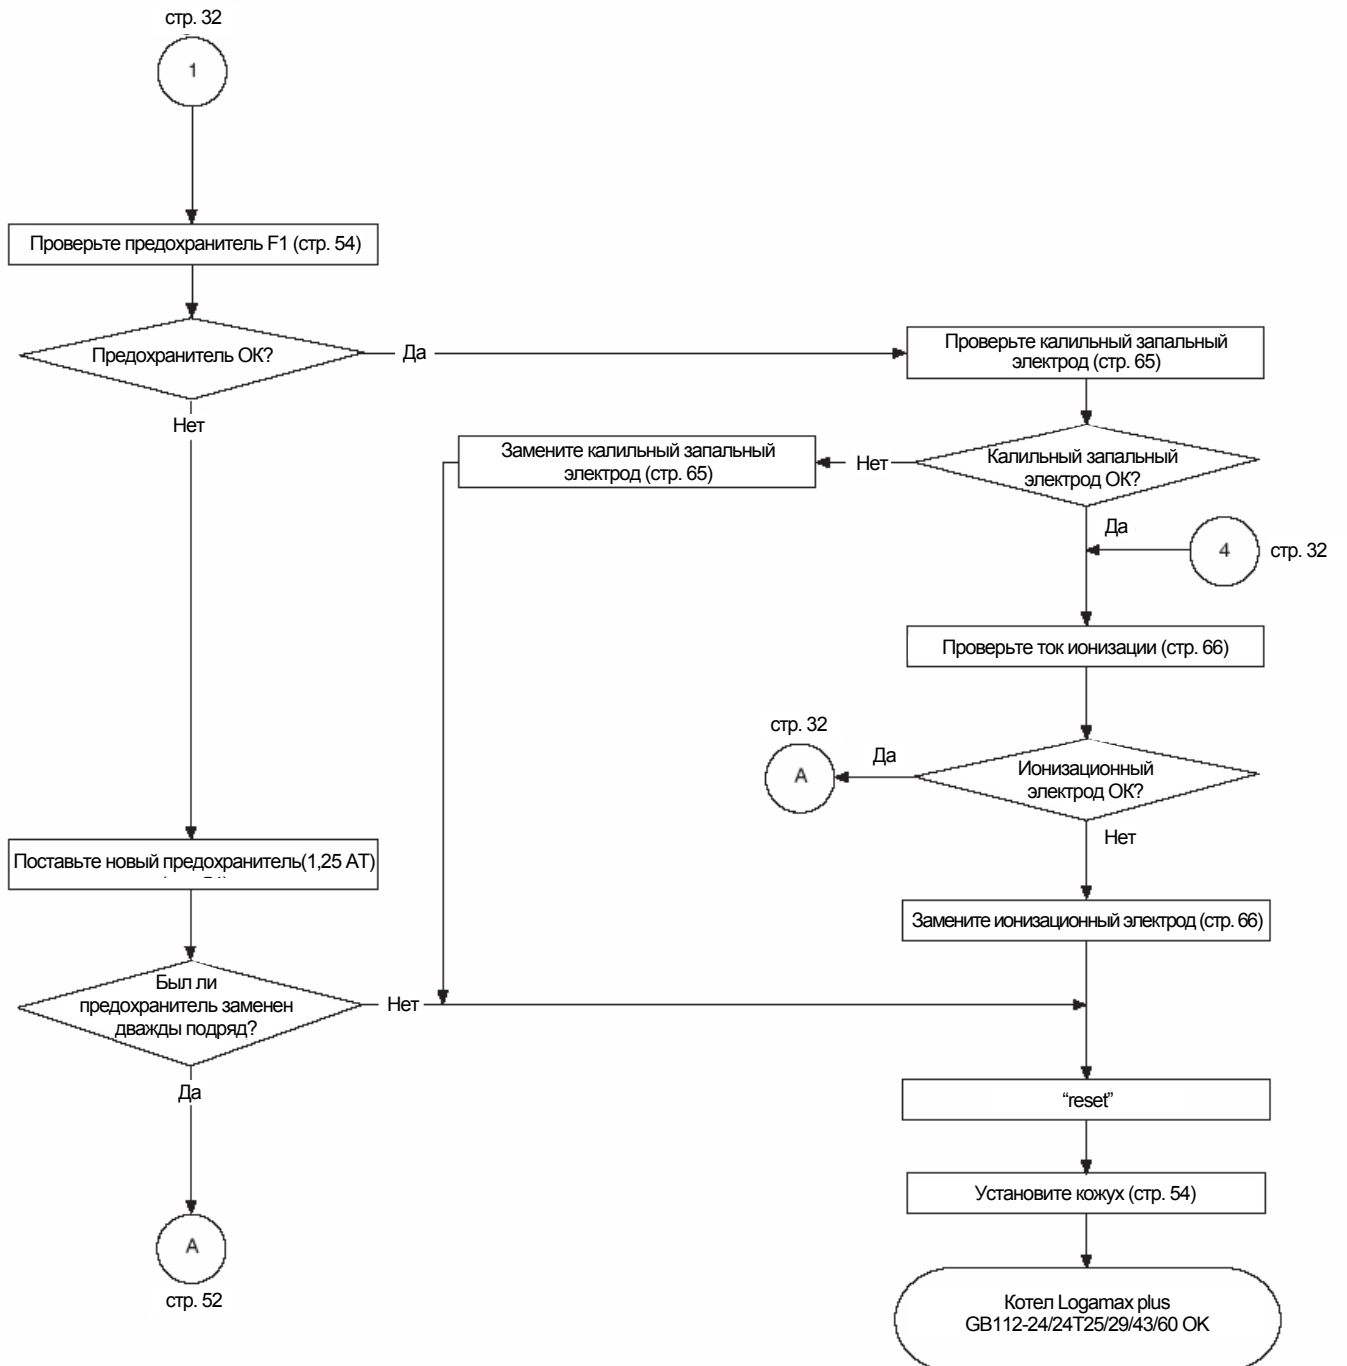 стр. 32
1
Проверьте предохранитель F1 (стр. 54)
Предохранитель ОК?
Да
Проверьте калильный запальный
электрод (стр. 65)
Нет
Замените калильный запальный
электрод (стр. 65)
Нет
Калильный запальный
электрод ОК?
Да
4
стр. 32
Проверьте ток ионизации (стр. 66)
стр. 32
A
Да
Ионизационный
электрод ОК?
Нет
Поставьте новый предохранитель(1,25 AT)
Замените ионизационный электрод (стр. 66)
Был ли
предохранитель заменен
дважды подряд?
Нет
Да
“reset”
Установите кожух (стр. 54)
A
стр. 52
Котел Logamax plus
GB112-24/24T25/29/43/60 OK